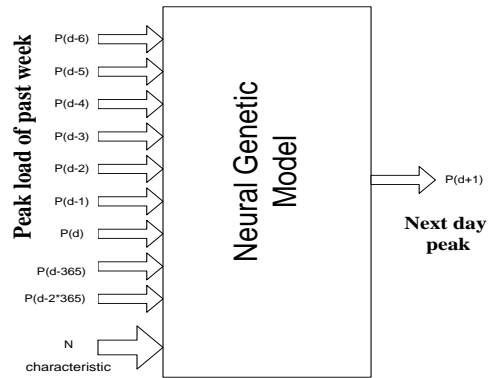 Peak load of past week
P(d-6)
P(d-5)
P(d-4)
P(d-3)
P(d-2)
P(d-1)
P(d)
P(d-365)
P(d-2*365)
N
characteristic
Neural Genetic
Model
P(d+1)
Next day
peak